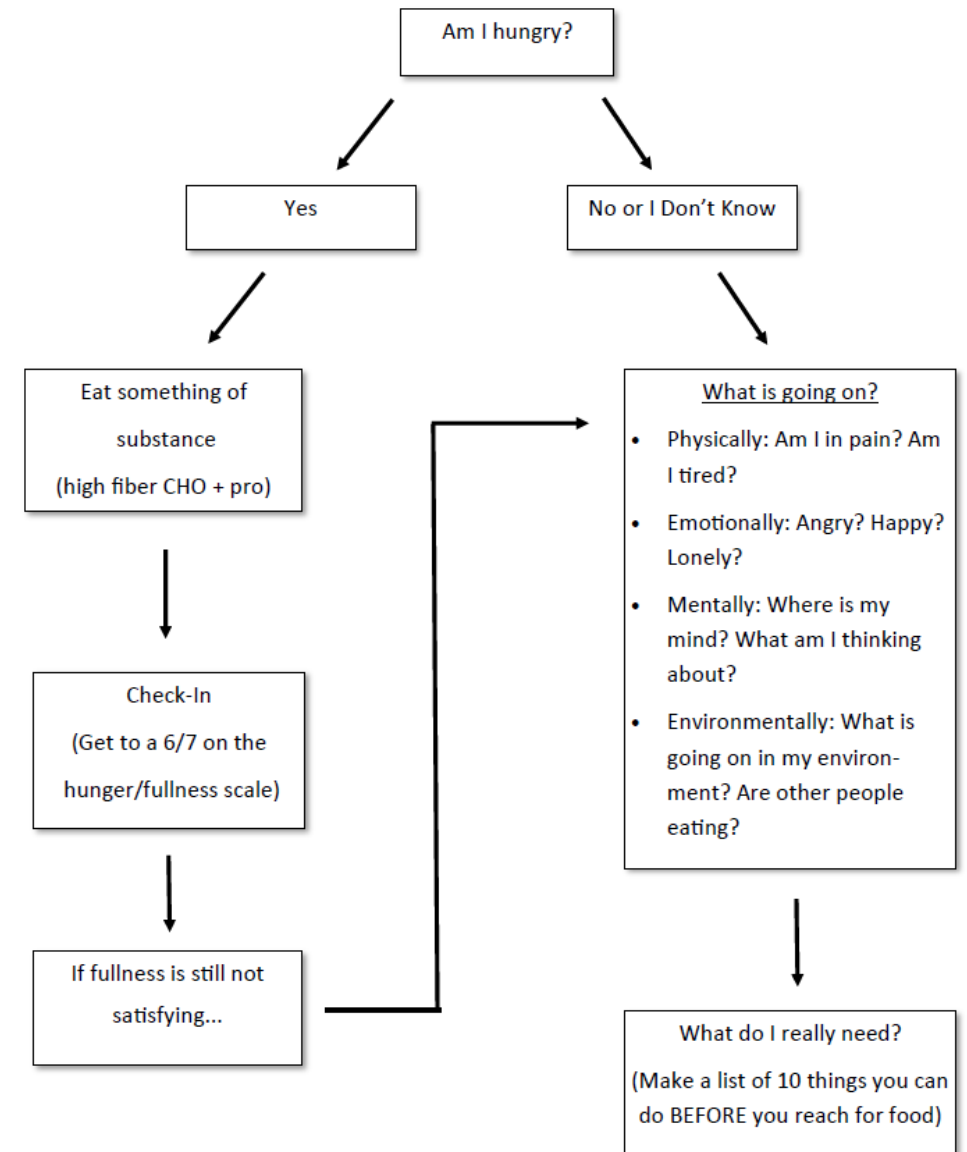 Am I hungry?
Yes
No or I Don’t Know
Eat something of
substance
(high fiber CHO + pro)
Check-In
(Get to a 6/7 on the
hunger/fullness scale)
If fullness is still not
satisfying...
What is going on?
• Physically: Am I in pain? Am
I tired?
• Emotionally: Angry? Happy?
Lonely?
• Mentally: Where is my
mind? What am I thinking
about?
• Environmentally: What is
going on in my environ-
ment? Are other people
eating?
What do I really need?
(Make a list of 10 things you can
do BEFORE you reach for food)